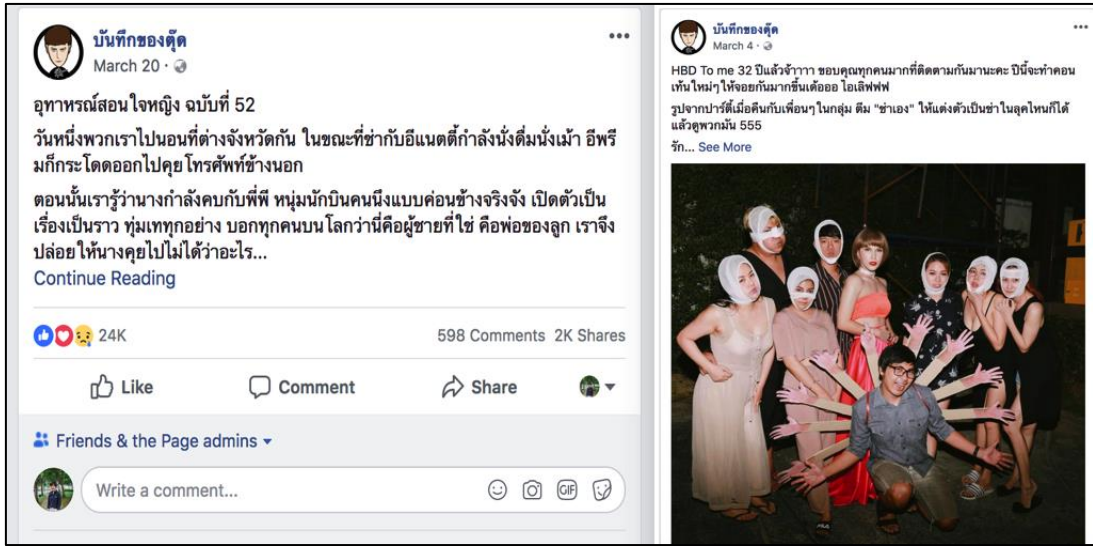 บันทึกของตุ๊ด
March 20 ·
อุทาหรณ์สอนใจหญิง ฉบับที่ 52
วันหนึ่งพวกเราไปนอนที่ต่างจังหวัดกัน ในขณะที่ช่ากับอีแนตตี้กำลังนั่งดื่มนั่งเม้า อีพรี
มก็กระโดดออกไปคุยโทรศัพท์ข้างนอก
ตอนนั้นเรารู้ว่านางกำลังคบกับพี่พี หนุ่มนักบินคนนึงแบบค่อนข้างจริงจัง เปิดตัวเป็น
เรื่องเป็นราว ทุ่มเททุกอย่าง บอกทุกคนบนโลกว่านี่คือผู้ชายที่ใช่ คือพ่อของลูก เราจึง
ปล่อยให้นางคุยไปไม่ได้ว่าอะไร...
Continue Reading
24K
598 Comments 2K Shares
Like Comment Share
Friends & the Page admins
Write a comment...
GIF
บันทึกของตุ๊ด
March 4 ·
HBD To me 32 ปีแล้วจ้าาาา ขอบคุณทุกคนมากที่ติดตามกันมานะคะ ปีนี้จะทำคอน
เท้นใหม่ๆให้จอยกันมากขึ้นเด้อออ ไอเลิฟฟฟ
รูปจากปาร์ตี้เมื่อคืนกับเพื่อนๆในกลุ่ม ตีม "ช่าเอง" ให้แต่งตัวเป็นช่าในลุคไหนก็ได้
แล้วดูพวกมัน 555
รัก... See More